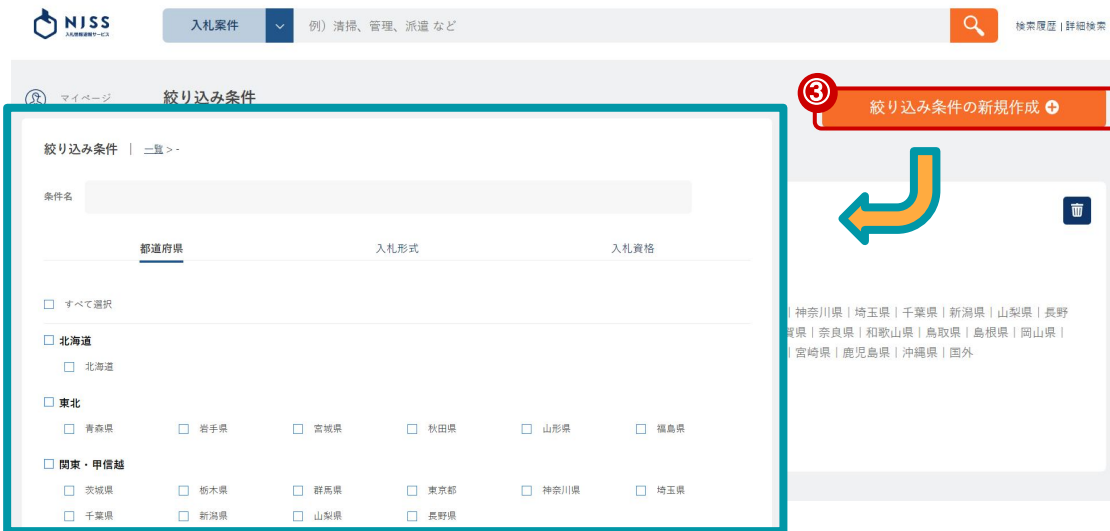 NJSS
入札情報速報サービス
入札案件
例）清掃、管理、派遣 など
検索履歴 | 詳細検索
マイページ
絞り込み条件
③
絞り込み条件の新規作成
絞り込み条件 | 一覧 > -
条件名
都道府県 入札形式 入札資格
すべて選択
北海道
北海道
東北
青森県 岩手県 宮城県 秋田県 山形県 福島県
関東・甲信越
茨城県 栃木県 群馬県 東京都 神奈川県 埼玉県
千葉県 新潟県 山梨県 長野県
| 神奈川県 | 埼玉県 | 千葉県 | 新潟県 | 山梨県 | 長野
賀県 | 奈良県 | 和歌山県 | 鳥取県 | 島根県 | 岡山県 |
| 宮崎県 | 鹿児島県 | 沖縄県 | 国外